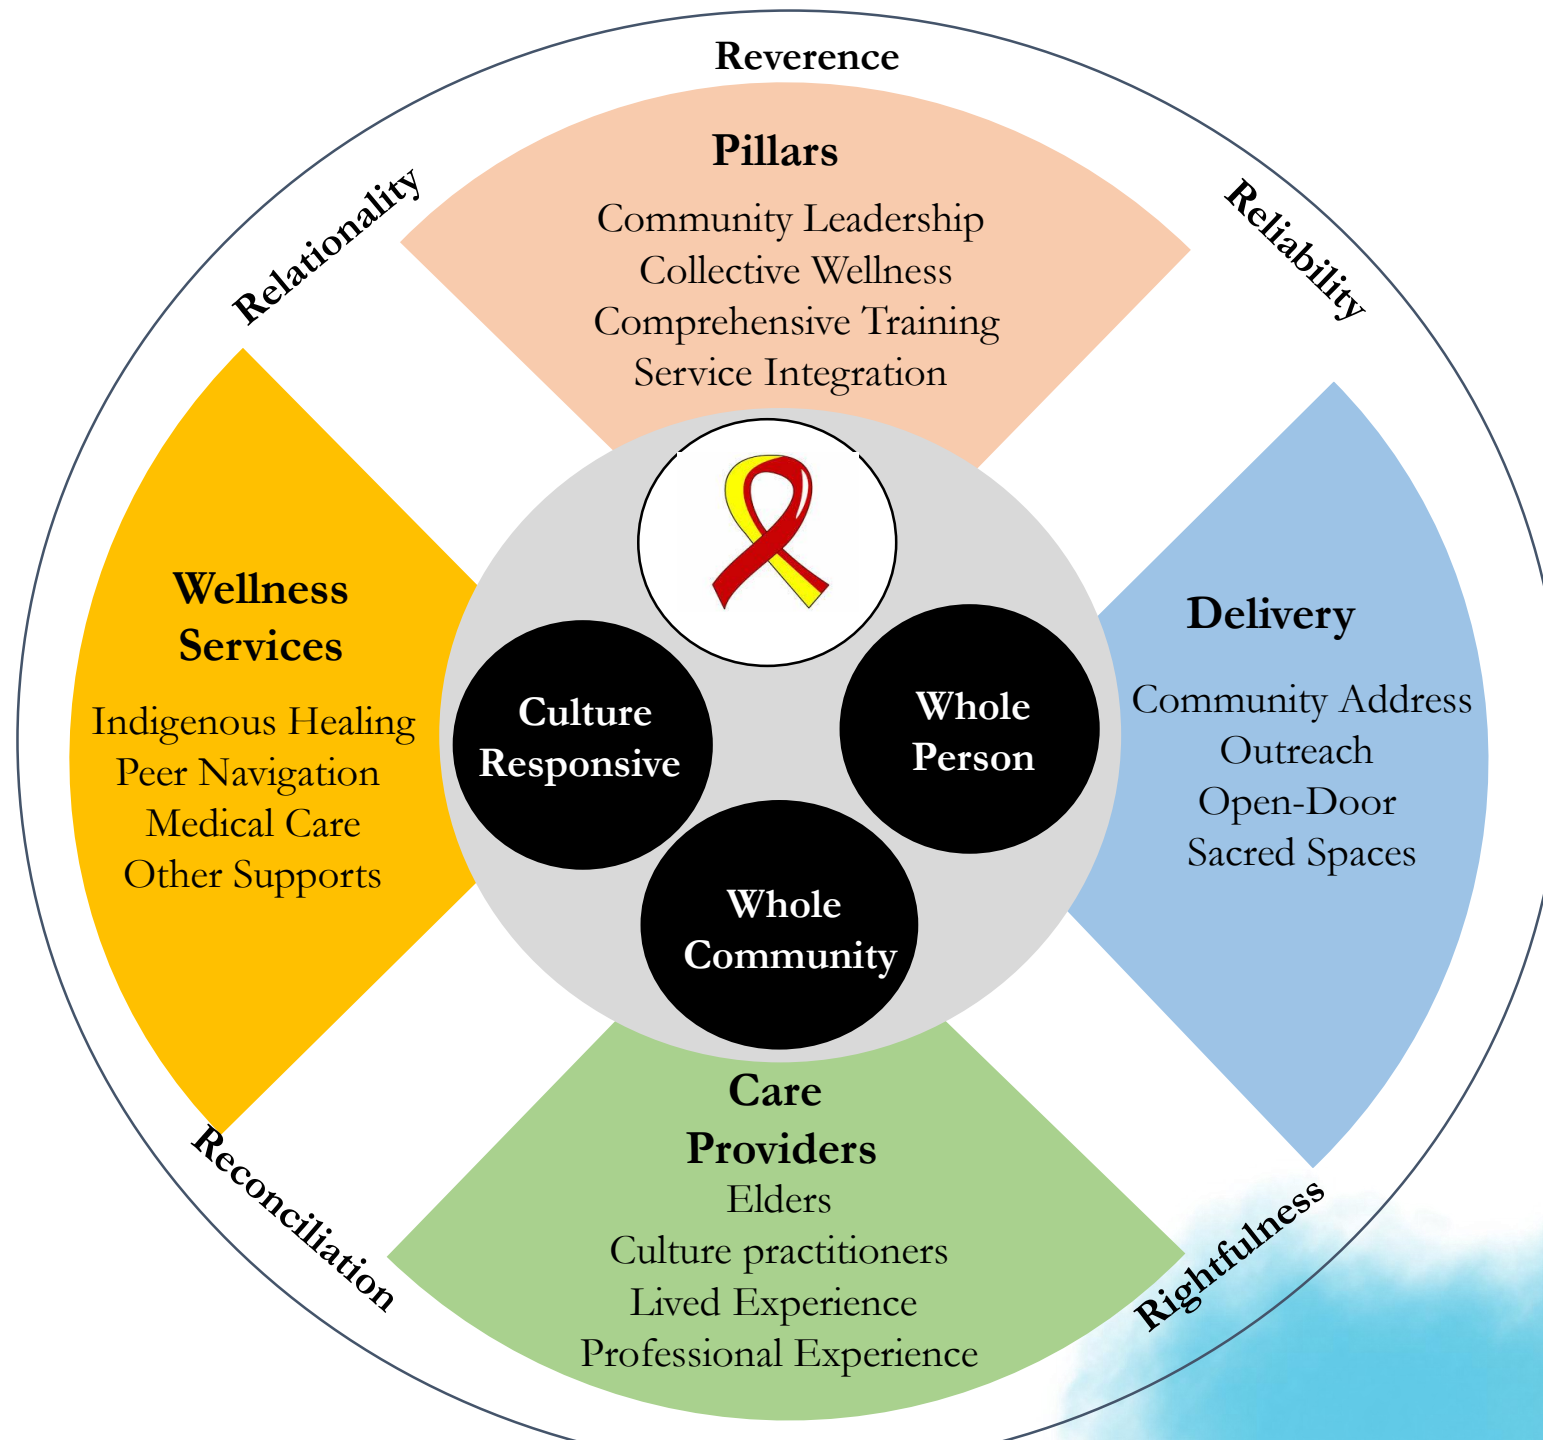 Reverence
Relationality
Reliability
Pillars
Community Leadership
Collective Wellness
Comprehensive Training
Service Integration
Wellness
Services
Indigenous Healing
Peer Navigation
Medical Care
Other Supports
Culture
Responsive
Whole
Person
Whole
Community
Delivery
Community Address
Outreach
Open-Door
Sacred Spaces
Care
Providers
Elders
Culture practitioners
Lived Experience
Professional Experience
Reconciliation
Rightfulness